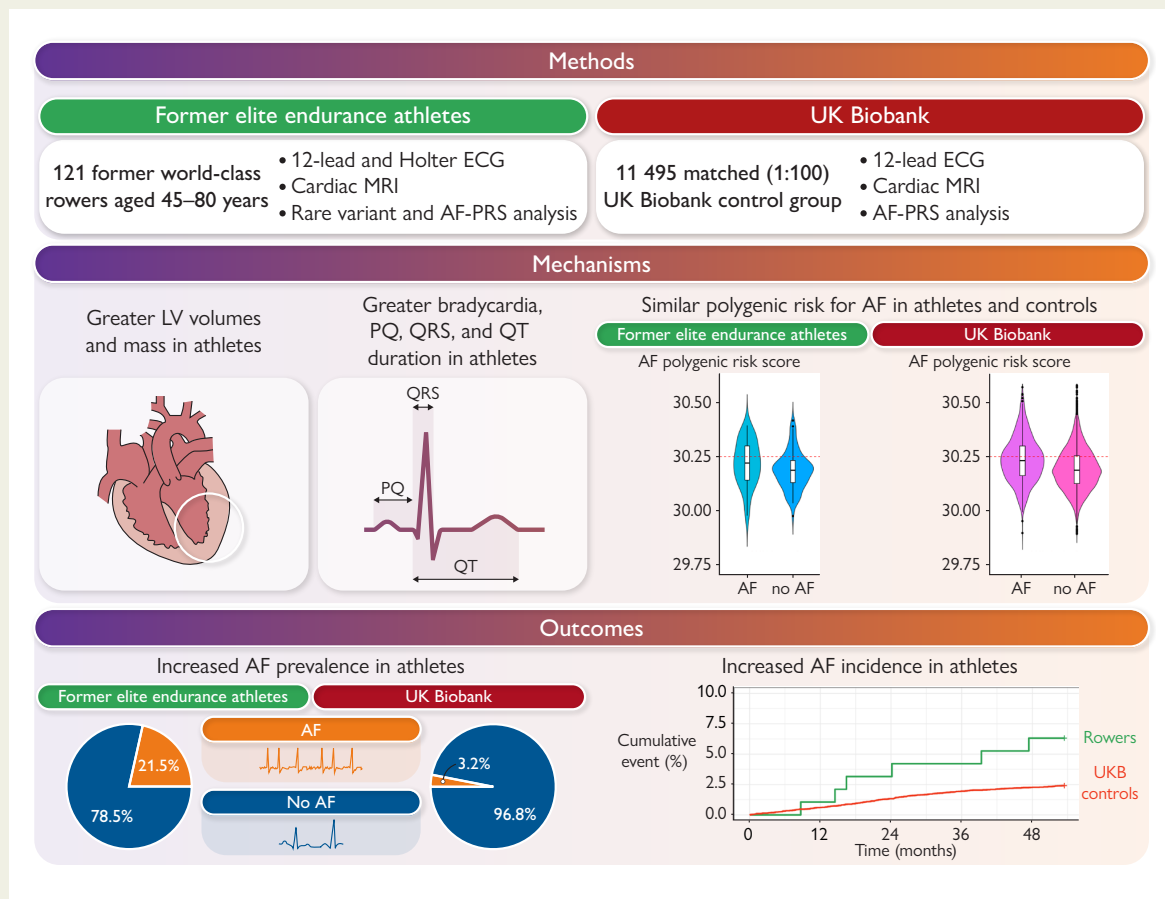 Methods
Former elite endurance athletes
121 former world-class
rowers aged 45–80 years
• 12-lead and Holter ECG
• Cardiac MRI
• Rare variant and AF-PRS analysis
UK Biobank
11 495 matched (1:100)
UK Biobank control group
• 12-lead ECG
• Cardiac MRI
• AF-PRS analysis
Mechanisms
Greater LV volumes
and mass in athletes
Greater bradycardia,
PQ, QRS, and QT
duration in athletes
QRS
PQ
QT
Similar polygenic risk for AF in athletes and controls
Former elite endurance athletes
AF polygenic risk score
30.50
30.25
30.00
29.75
AF no AF
UK Biobank
AF polygenic risk score
30.50
30.25
30.00
29.75
AF no AF
Outcomes
Increased AF prevalence in athletes
Former elite endurance athletes
UK Biobank
21.5%
78.5%
AF
No AF
3.2%
96.8%
Increased AF incidence in athletes
Cumulative
event (%)
10.0
7.5
5.0
2.5
0.0
0 12 24 36 48
Time (months)
Rowers
UKB
controls